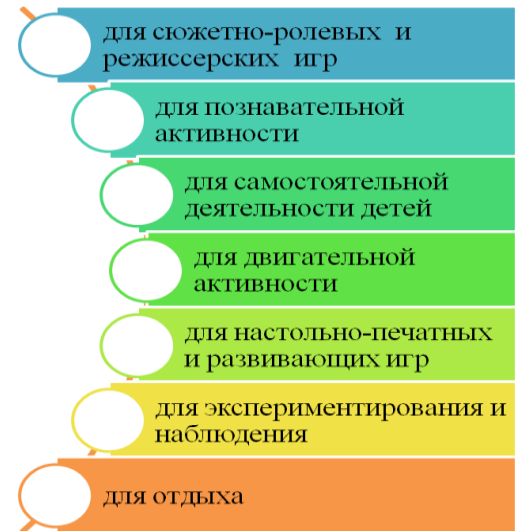 для сюжетно-ролевых и
режиссерских игр
для познавательной
активности
для самостоятельной
деятельности детей
для двигательной
активности
для настольно-печатных
и развивающих игр
для экспериментирования и
наблюдения
для отдыха